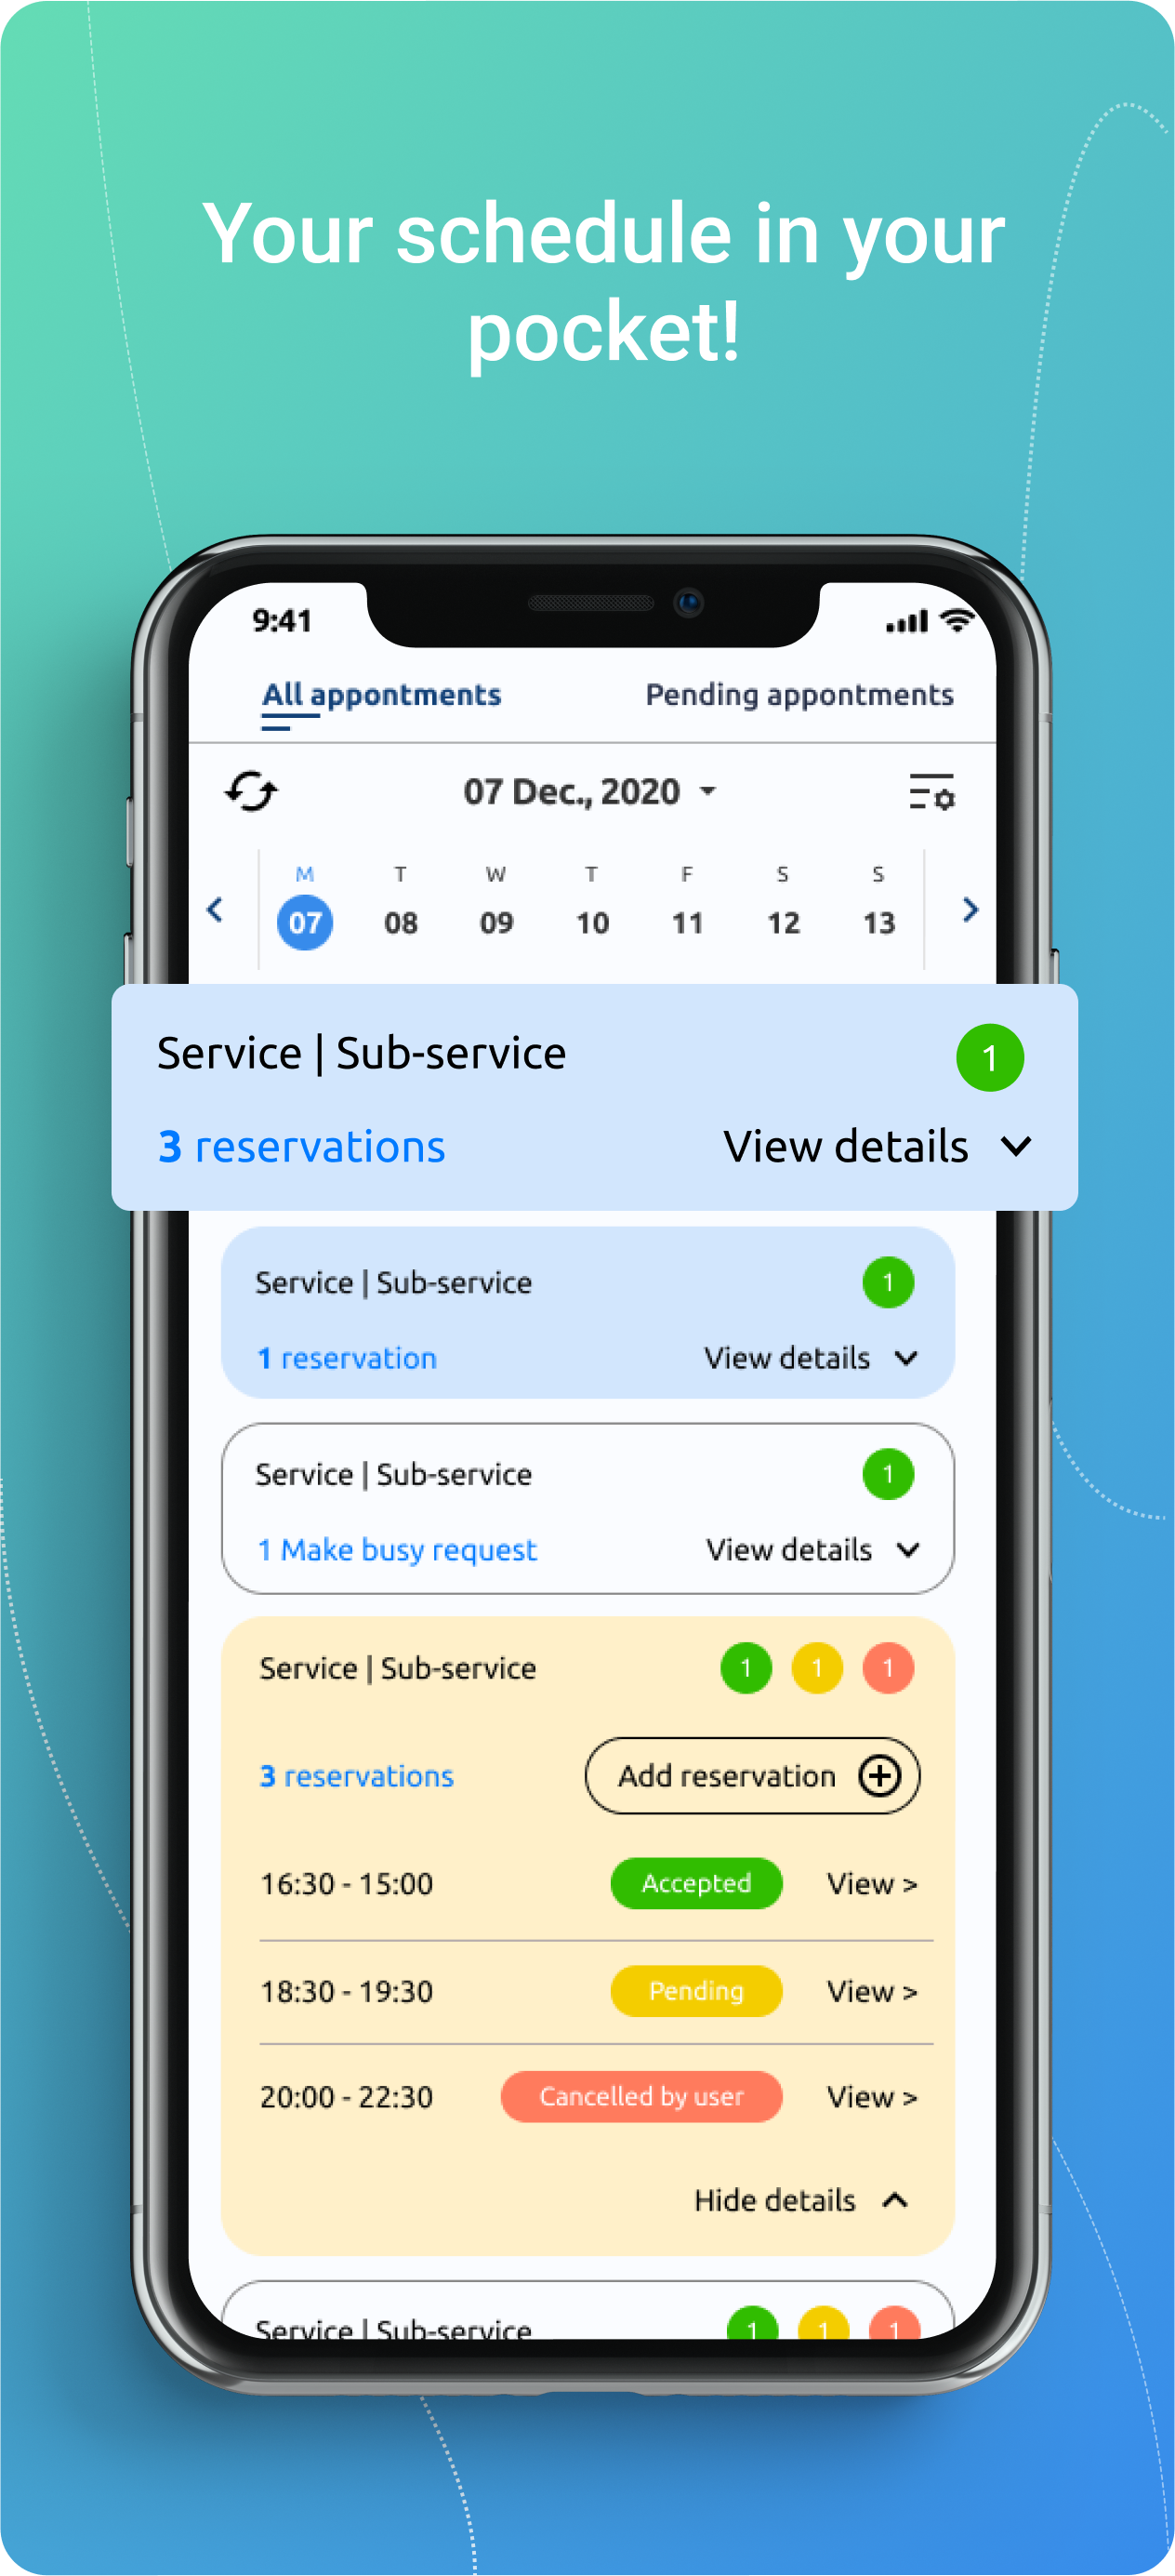 Your schedule in your
pocket!
9:41
All appontments Pending appontments
07 Dec., 2020
M T W T F S S
07 08 09 10 11 12 13
Service | Sub-service 1
3 reservations View details
Service | Sub-service 1
1 reservation View details
Service | Sub-service 1
1 Make busy request View details
Service | Sub-service 1 1 1
3 reservations Add reservation
16:30 - 15:00 Accepted View >
18:30 - 19:30 Pending View >
20:00 - 22:30 Cancelled by user View >
Hide details
Service | Sub-service 1 1 1